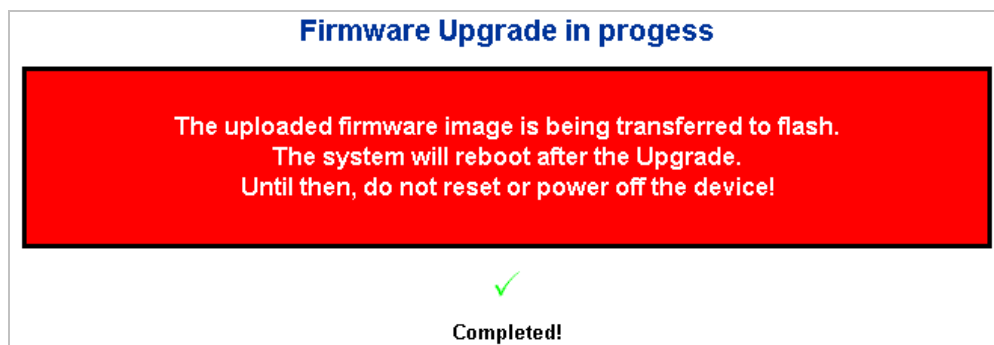 Firmware Upgrade in progess
The uploaded firmware image is being transferred to flash.
The system will reboot after the Upgrade.
Until then, do not reset or power off the device!
Completed!